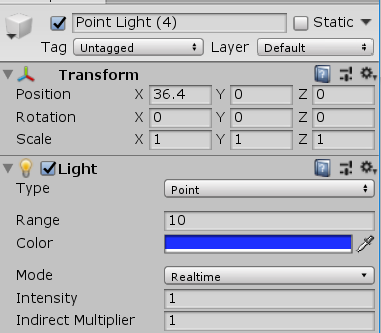 Point Light (4) Static
Tag Untagged Layer Default
Transform
Position X 36.4 Y 0 Z 0
Rotation X 0 Y 0 Z 0
Scale X 1 Y 1 Z 1
Light
Type Point
Range 10
Color
Mode Realtime
Intensity 1
Indirect Multiplier 1